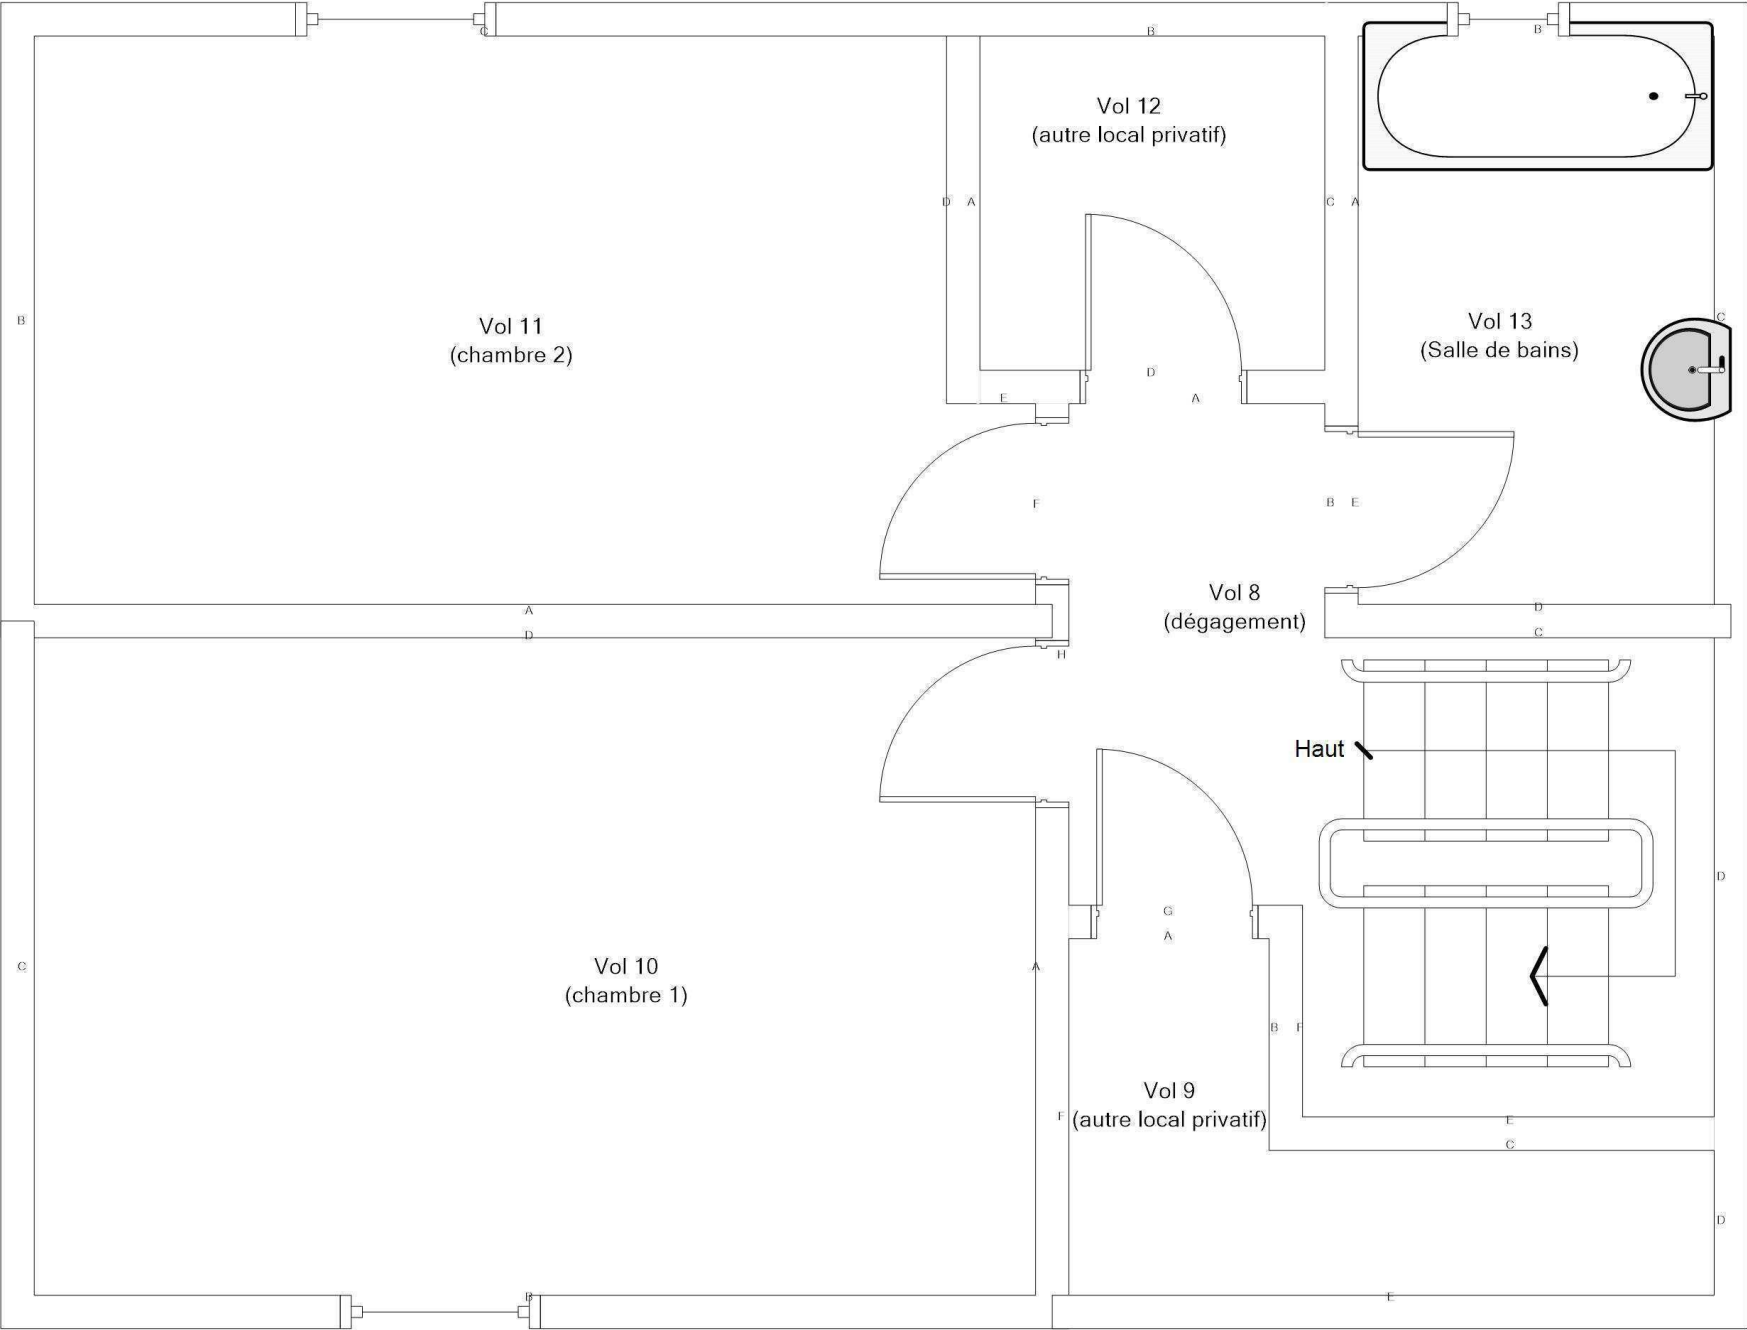 C
B
B
Vol 12
(autre local privatif)
D A
C A
B
Vol 11
(chambre 2)
Vol 13
(Salle de bains)
C
D
E
A
F
B E
Vol 8
(dégagement)
A
D
D
C
H
Haut
D
G
A
C
Vol 10
(chambre 1)
A
B F
Vol 9
(autre local privatif)
F
E
C
D
B
E